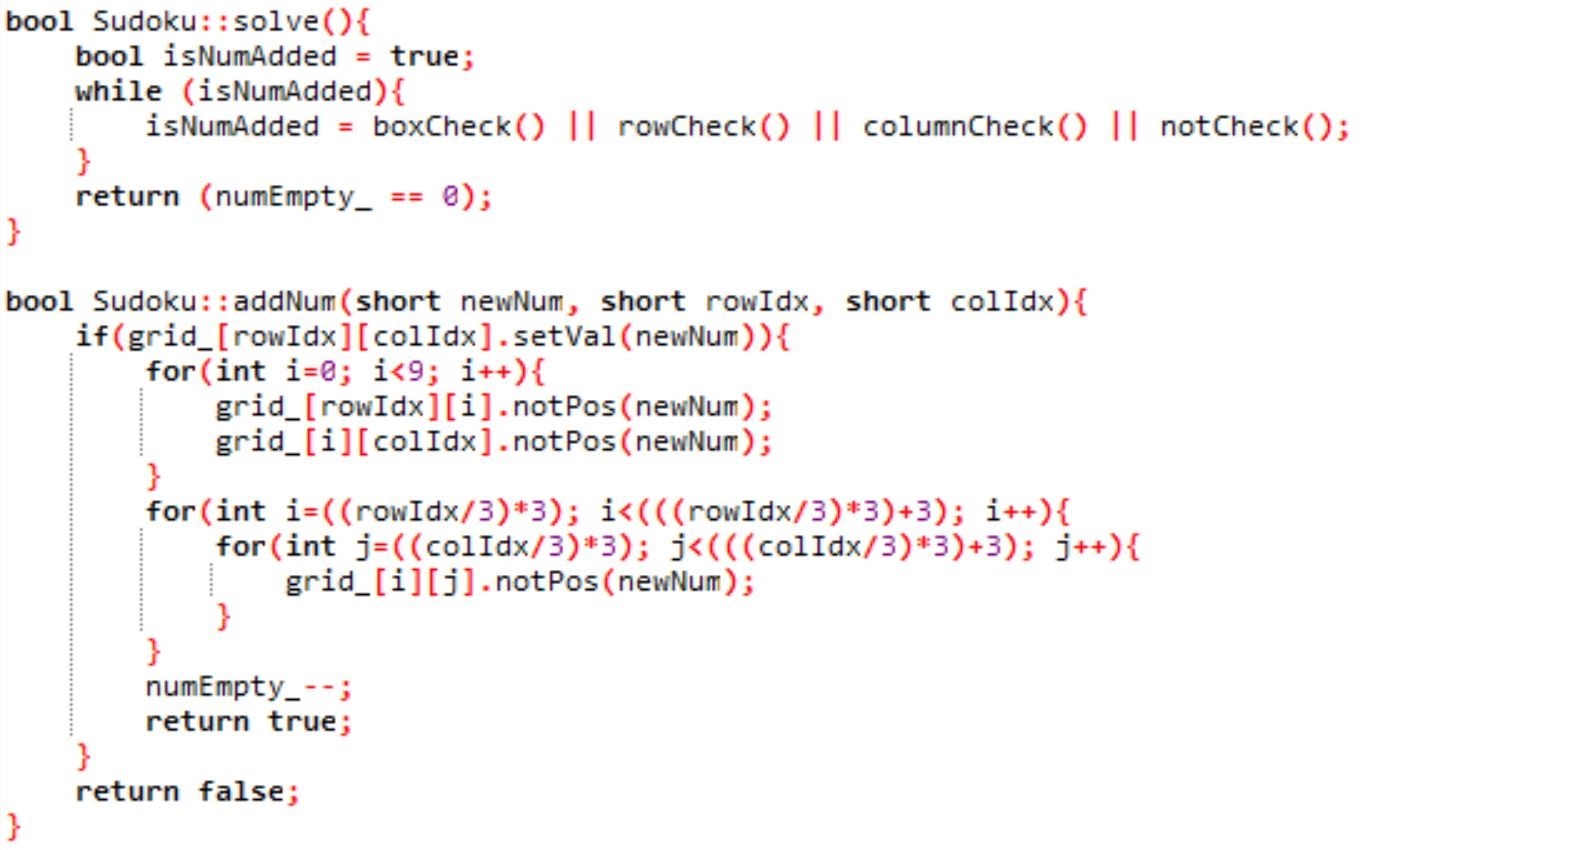 bool Sudoku::solve(){
    bool isNumAdded = true;
    while (isNumAdded){
        isNumAdded = boxCheck() || rowCheck() || columnCheck() || notCheck();
    }
    return (numEmpty_ == 0);
}

bool Sudoku::addNum(short newNum, short rowIdx, short colIdx){
    if(grid_[rowIdx][colIdx].setVal(newNum)){
        for(int i=0; i<9; i++){
            grid_[rowIdx][i].notPos(newNum);
            grid_[i][colIdx].notPos(newNum);
        }
        for(int i=((rowIdx/3)*3); i<(((rowIdx/3)*3)+3); i++){
            for(int j=((colIdx/3)*3); j<(((colIdx/3)*3)+3); j++){
                grid_[i][j].notPos(newNum);
            }
        }
        numEmpty_--;
        return true;
    }
    return false;
}